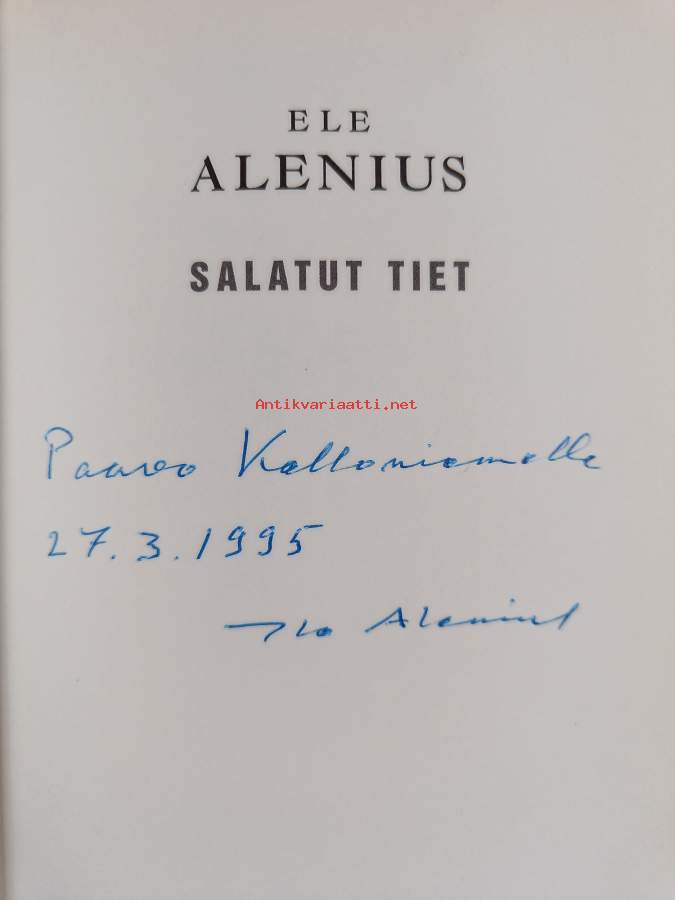 ELE
ALENIUS
SALATUT TIET
Antikvariaatti.net
Paavo Kallioniemelle
27.3.1995
Ele Alenius